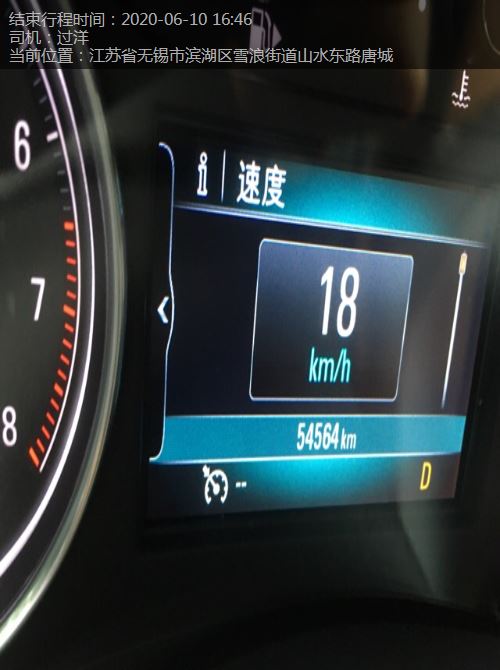 结束行程时间：2020-06-10 16:46
司机：过洋
当前位置：江苏省无锡市滨湖区雪浪街道山水东路唐城
6
7
8
i 速度
18
km/h
54564 km
--
D